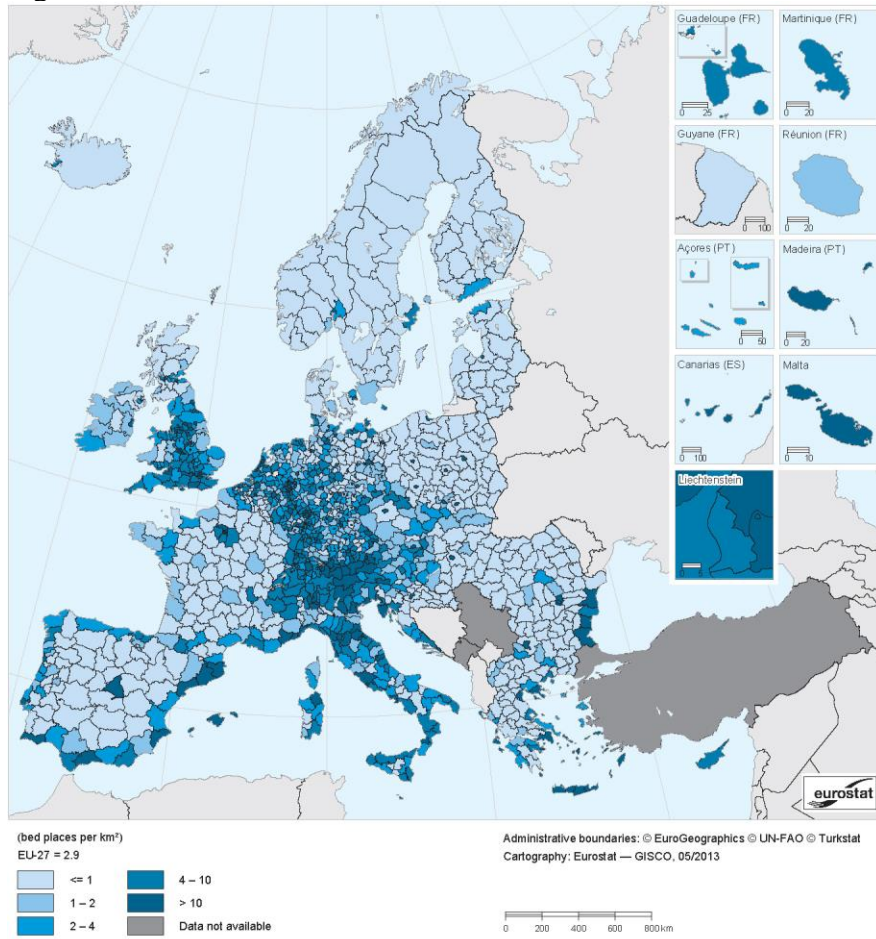 Guadeloupe (FR)
0 25
Martinique (FR)
0 20
Guyane (FR)
0 100
Réunion (FR)
0 20
Açores (PT)
0 50
Madeira (PT)
0 20
Canarias (ES)
0 100
Malta
0 10
Liechtenstein
eurostat
(bed places per km²)
EU-27 = 2.9
<= 1
1 – 2
2 – 4
4 – 10
> 10
Data not available
Administrative boundaries: © EuroGeographics © UN-FAO © Turkstat
Cartography: Eurostat — GISCO, 05/2013
0 200 400 600 800 km